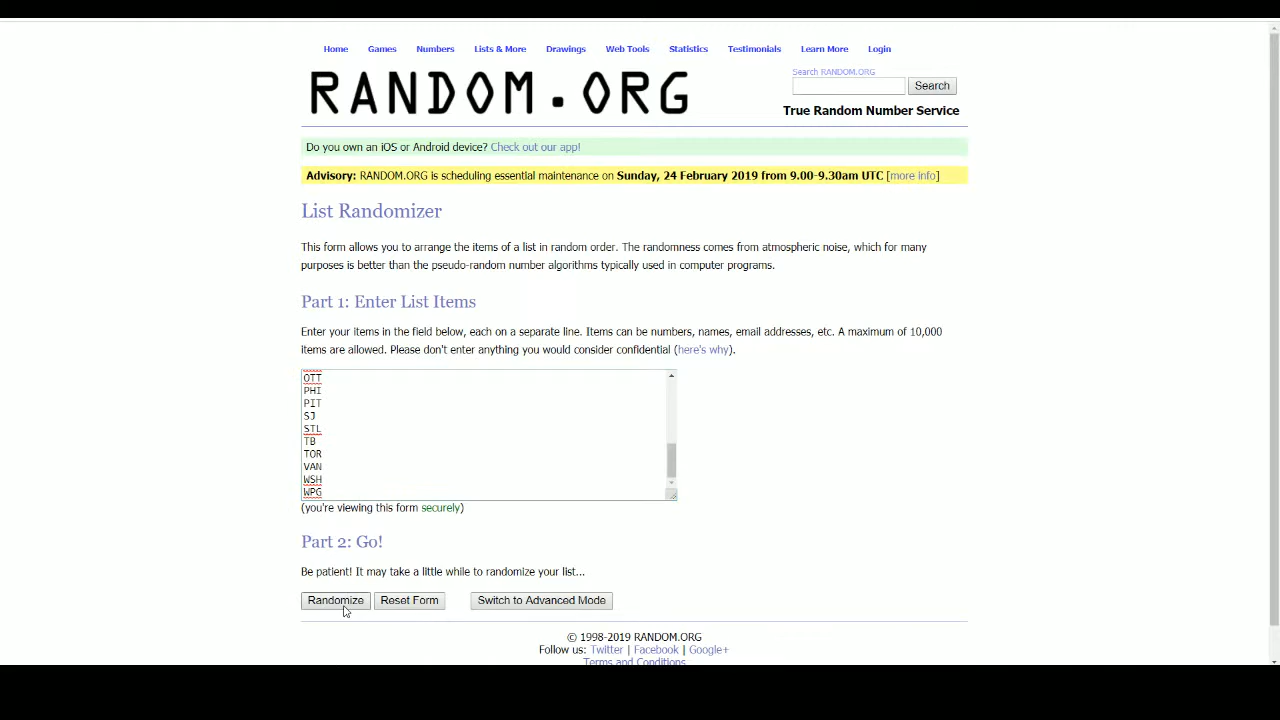 Home Games Numbers Lists & More Drawings Web Tools Statistics Testimonials Learn More Login
RANDOM.ORG
Search RANDOM.ORG
Search
True Random Number Service
Do you own an iOS or Android device? Check out our app!
Advisory: RANDOM.ORG is scheduling essential maintenance on Sunday, 24 February 2019 from 9.00-9.30am UTC [more info]
List Randomizer
This form allows you to arrange the items of a list in random order. The randomness comes from atmospheric noise, which for many
purposes is better than the pseudo-random number algorithms typically used in computer programs.
Part 1: Enter List Items
Enter your items in the field below, each on a separate line. Items can be numbers, names, email addresses, etc. A maximum of 10,000
items are allowed. Please don't enter anything you would consider confidential (here's why).
OTT
PHI
PIT
SJ
STL
TB
TOR
VAN
WSH
WPG
(you're viewing this form securely)
Part 2: Go!
Be patient! It may take a little while to randomize your list...
Randomize Reset Form Switch to Advanced Mode
© 1998-2019 RANDOM.ORG
Follow us: Twitter | Facebook | Google+
Terms and Conditions